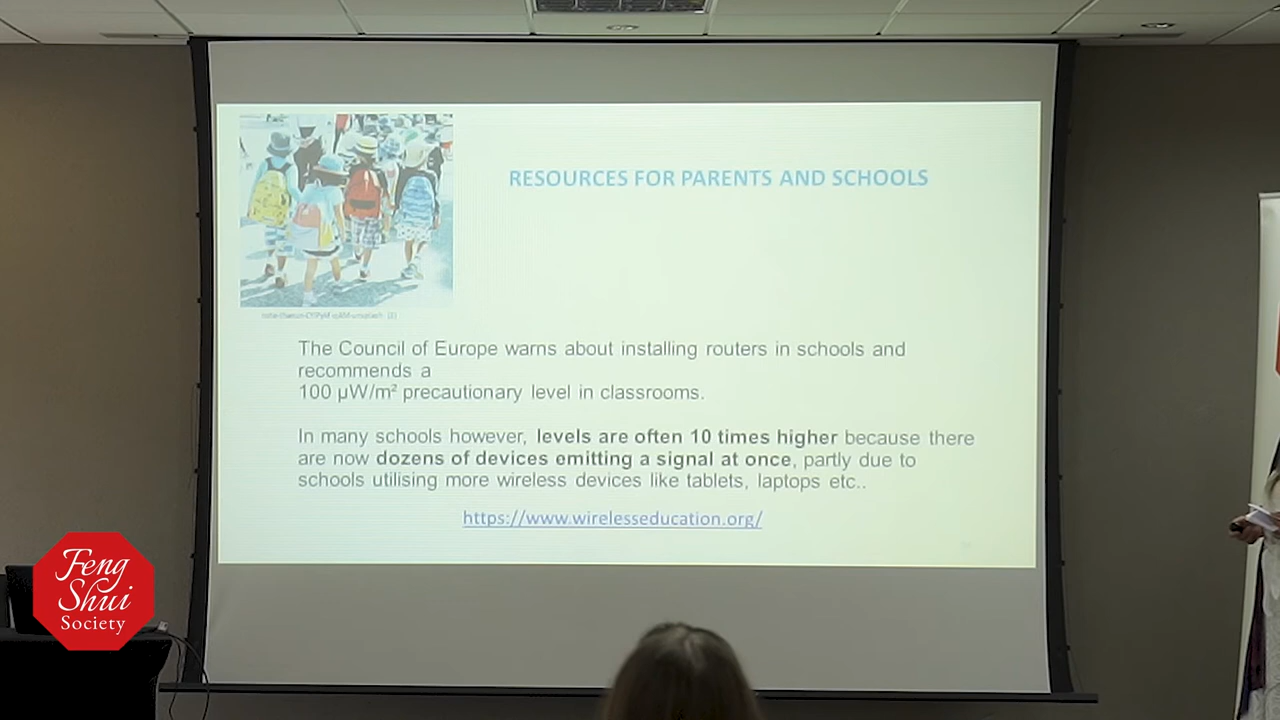 RESOURCES FOR PARENTS AND SCHOOLS
The Council of Europe warns about installing routers in schools and
recommends a
100 µW/m² precautionary level in classrooms.
In many schools however, levels are often 10 times higher because there
are now dozens of devices emitting a signal at once, partly due to
schools utilising more wireless devices like tablets, laptops etc..
https://www.wirelesseducation.org/
Feng
Shui
Society